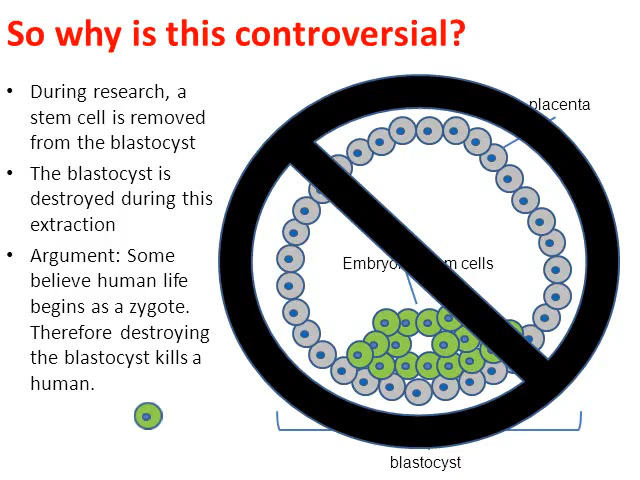 So why is this controversial?
• During research, a
stem cell is removed
from the blastocyst
• The blastocyst is
destroyed during this
extraction
• Argument: Some
believe human life
begins as a zygote.
Therefore destroying
the blastocyst kills a
human.
placenta
Embryo m cells
blastocyst